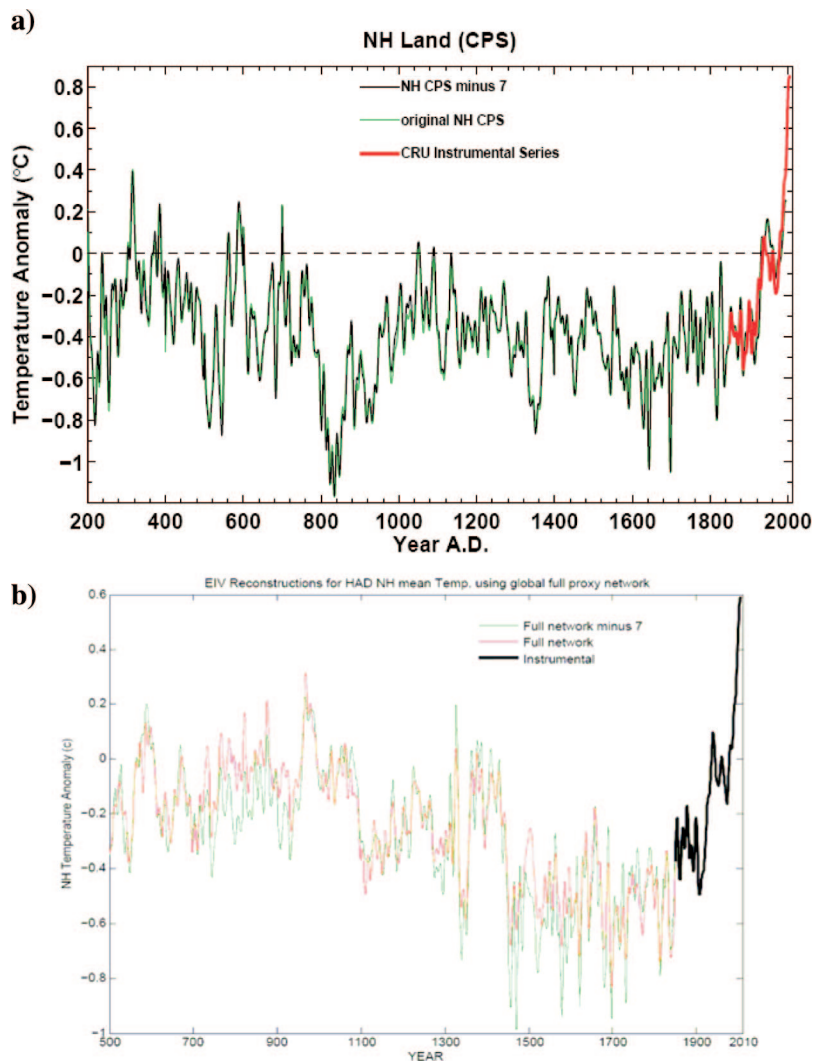 a)
NH Land (CPS)
NH CPS minus 7
original NH CPS
CRU Instrumental Series
Temperature Anomaly (°C)
0.8
0.6
0.4
0.2
0
−0.2
−0.4
−0.6
−0.8
−1
200 400 600 800 1000 1200 1400 1600 1800 2000
Year A.D.
b)
EIV Reconstructions for HAD NH mean Temp. using global full proxy network
Full network minus 7
Full network
Instrumental
NH Temperature Anomaly (c)
0.6
0.4
0.2
0
−0.2
−0.4
−0.6
−0.8
−1
500 700 900 1100 1300 1500 1700 1900 2010
YEAR